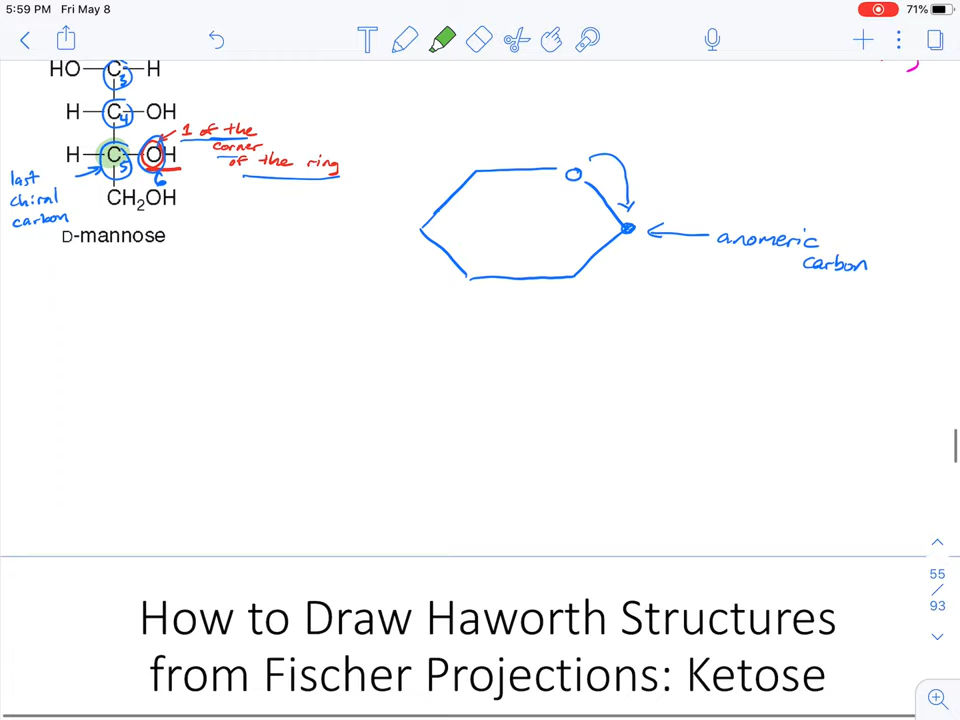 5:59 PM Fri May 8
71%
T
HO C H
3
H C OH
4
1 of the
corner
of the ring
H C OH
5
6
last
chiral
carbon
CH2OH
D-mannose
O
anomeric
carbon
55
/
93
How to Draw Haworth Structures
from Fischer Projections: Ketose